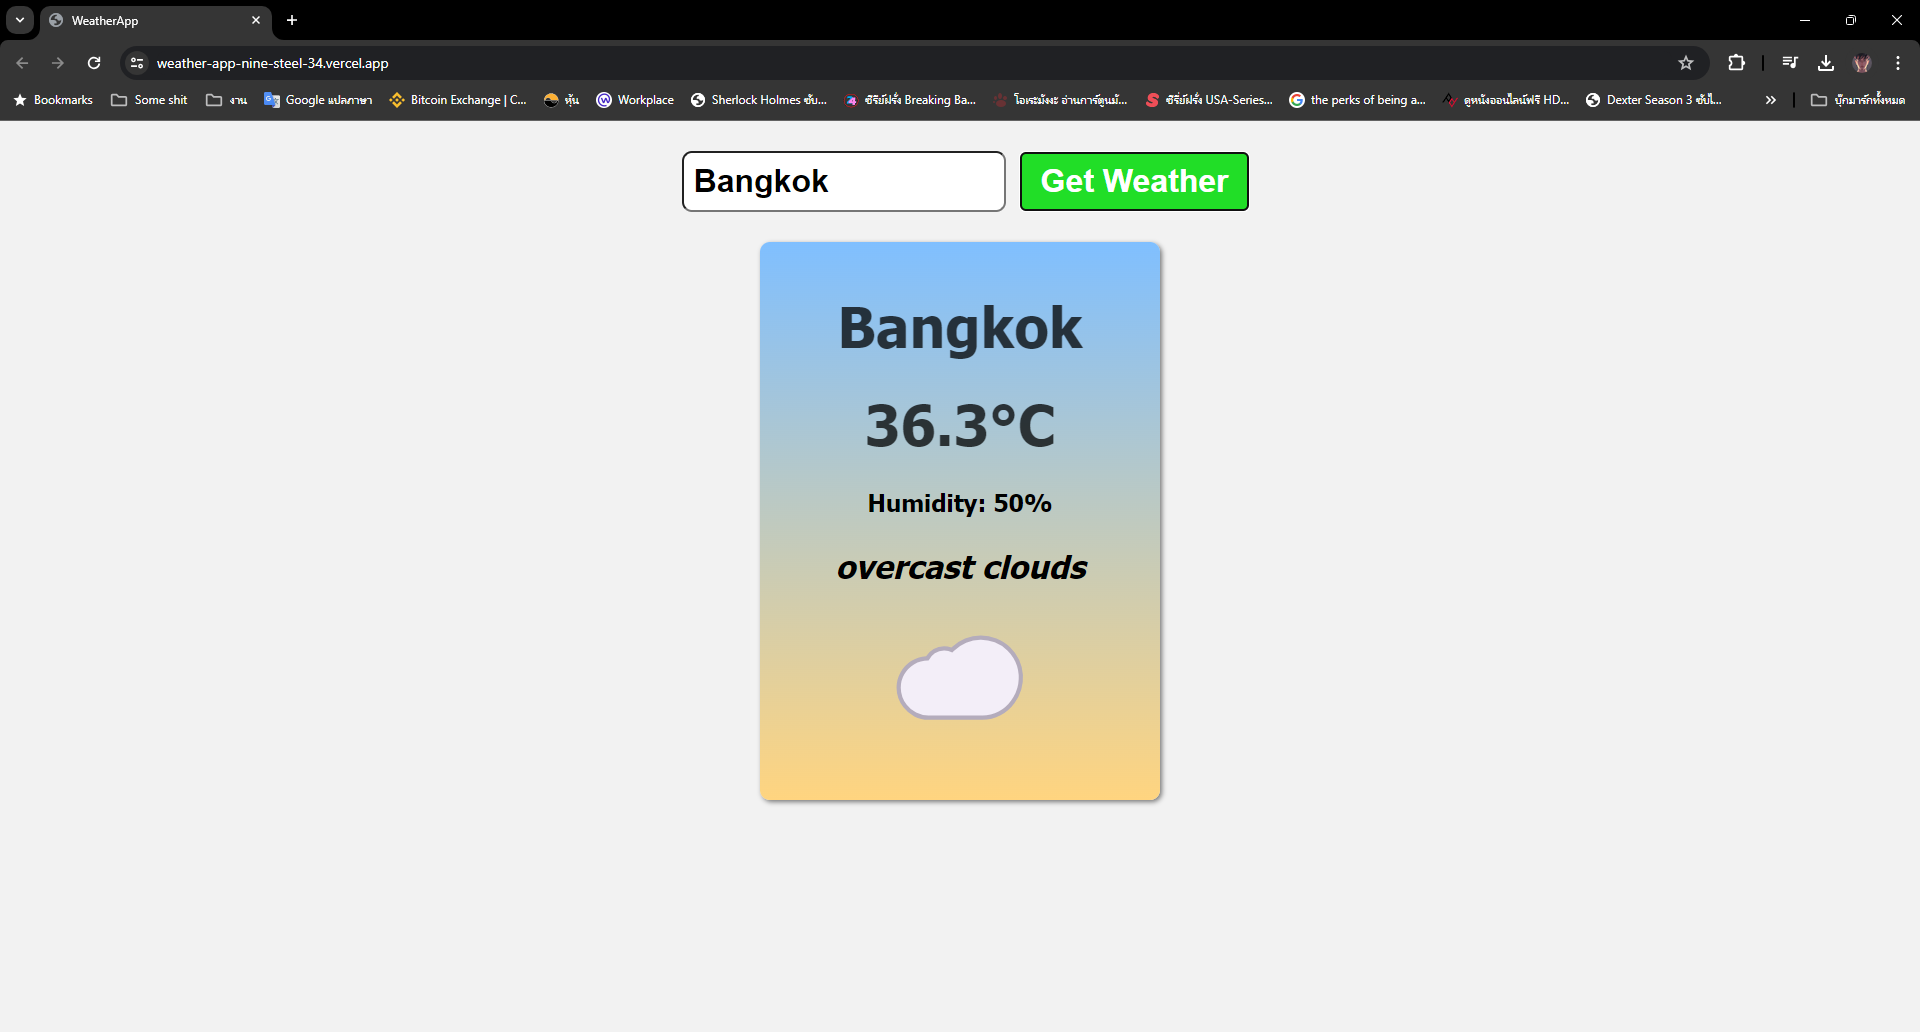 WeatherApp
weather-app-nine-steel-34.vercel.app
Bookmarks Some shit งาน Google แปลภาษา Bitcoin Exchange | C... หุ้น Workplace Sherlock Holmes ซับ... ซีรีย์ฝรั่ง Breaking Ba... โอเระมังงะ อ่านการ์ตูนมั... ซีรี่ย์ฝรั่ง USA-Series... the perks of being a... ดูหนังออนไลน์ฟรี HD... Dexter Season 3 ซับไ... » บุ๊กมาร์กทั้งหมด
Bangkok Get Weather
Bangkok
36.3°C
Humidity: 50%
overcast clouds